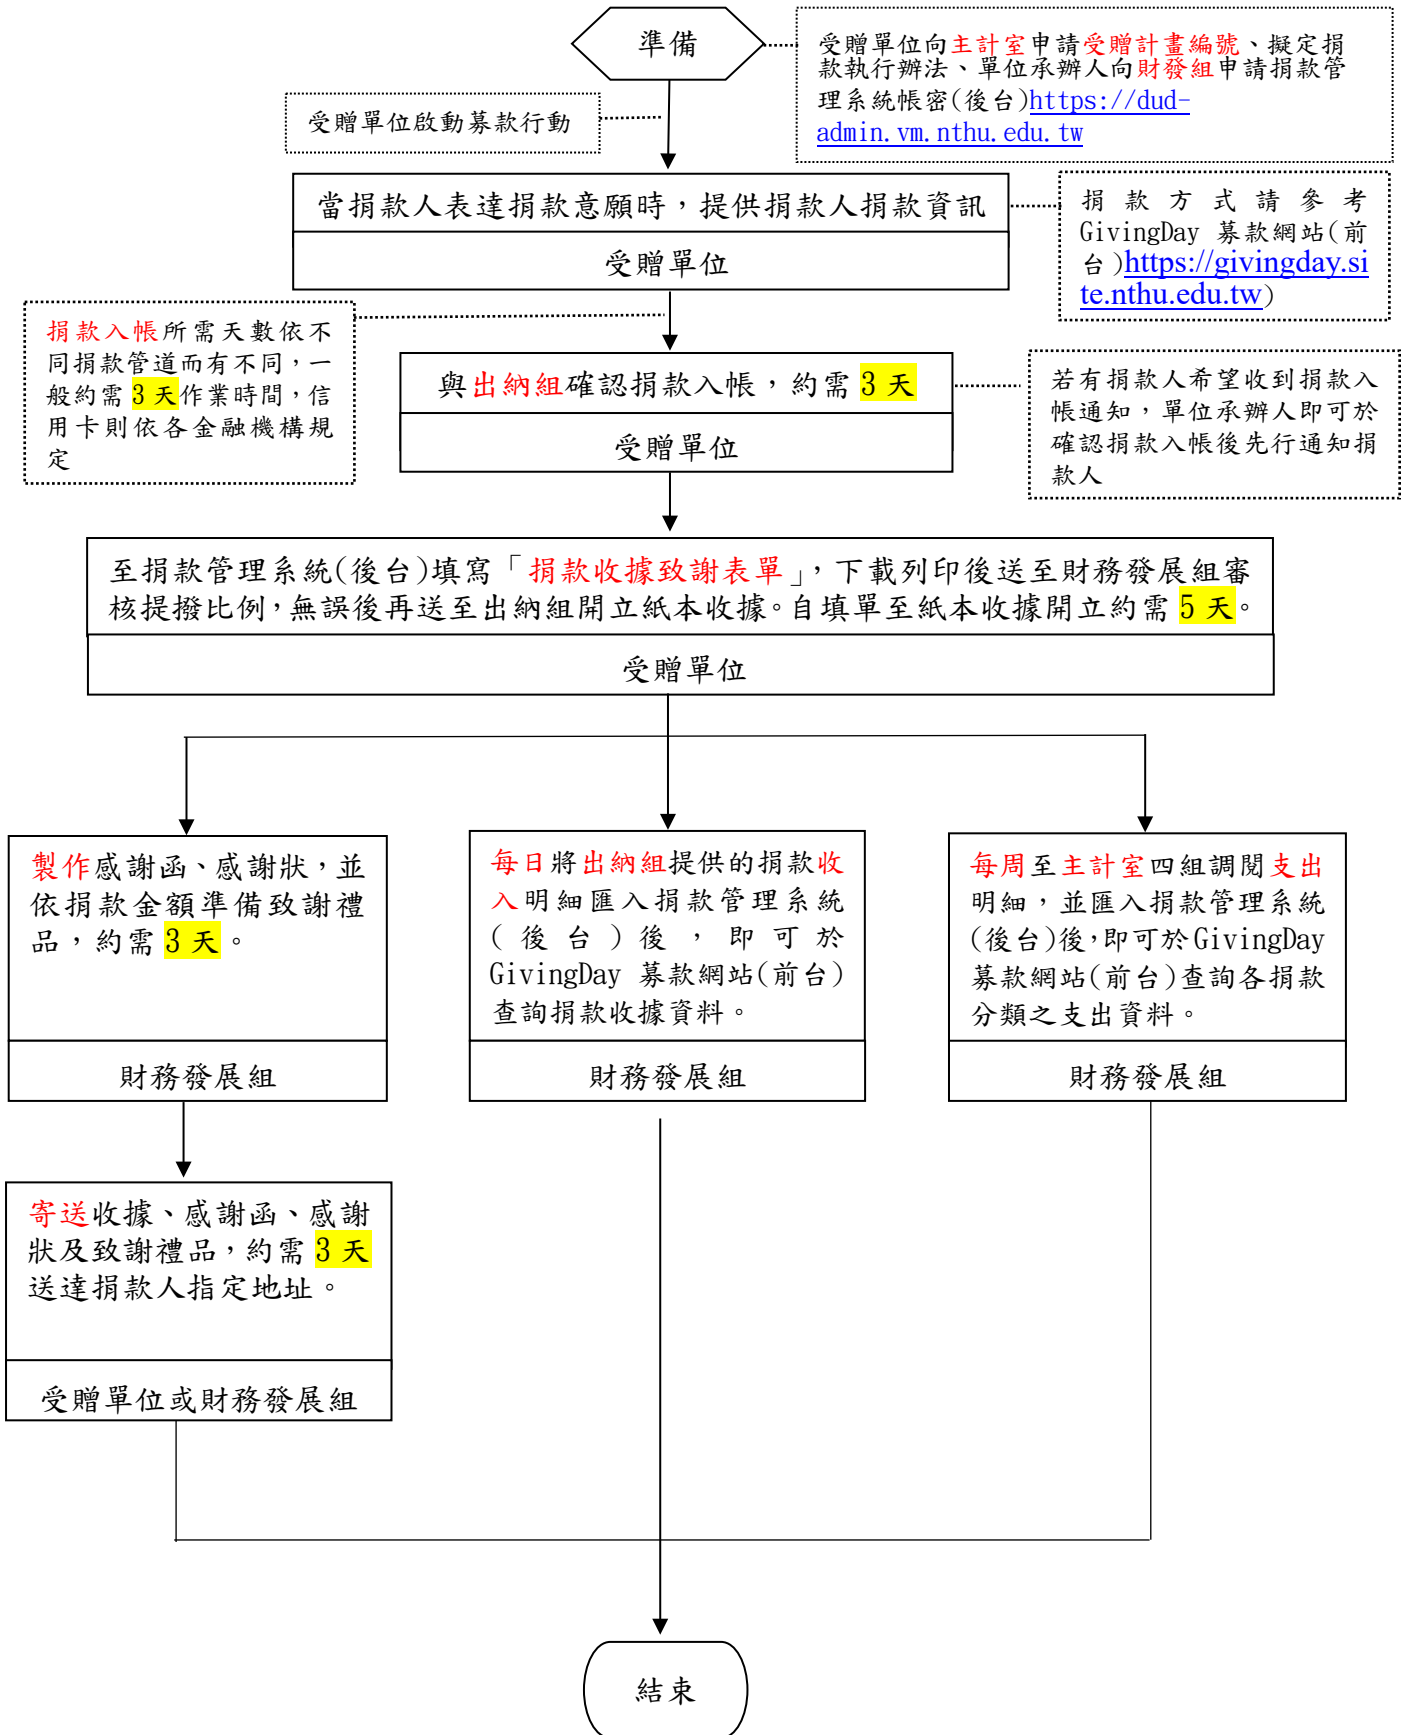 準備
受贈單位向主計室申請受贈計畫編號、擬定捐
款執行辦法、單位承辦人向財發組申請捐款管
理系統帳密(後台)https://dud-
admin.vm.nthu.edu.tw
受贈單位啟動募款行動
當捐款人表達捐款意願時，提供捐款人捐款資訊
受贈單位
捐款方式請參考
GivingDay 募款網站(前
台)https://givingday.si
te.nthu.edu.tw)
捐款入帳所需天數依不
同捐款管道而有不同，一
般約需 3 天作業時間，信
用卡則依各金融機構規
定
與出納組確認捐款入帳，約需 3 天
受贈單位
若有捐款人希望收到捐款入
帳通知，單位承辦人即可於
確認捐款入帳後先行通知捐
款人
至捐款管理系統(後台)填寫「捐款收據致謝表單」，下載列印後送至財務發展組審
核提撥比例，無誤後再送至出納組開立紙本收據。自填單至紙本收據開立約需 5 天。
受贈單位
製作感謝函、感謝狀，並
依捐款金額準備致謝禮
品，約需 3 天。
財務發展組
每日將出納組提供的捐款收
入明細匯入捐款管理系統
(後台)後，即可於
GivingDay 募款網站(前台)
查詢捐款收據資料。
財務發展組
每周至主計室四組調閱支出
明細，並匯入捐款管理系統
(後台)後，即可於GivingDay
募款網站(前台)查詢各捐款
分類之支出資料。
財務發展組
寄送收據、感謝函、感謝
狀及致謝禮品，約需 3 天
送達捐款人指定地址。
受贈單位或財務發展組
結束